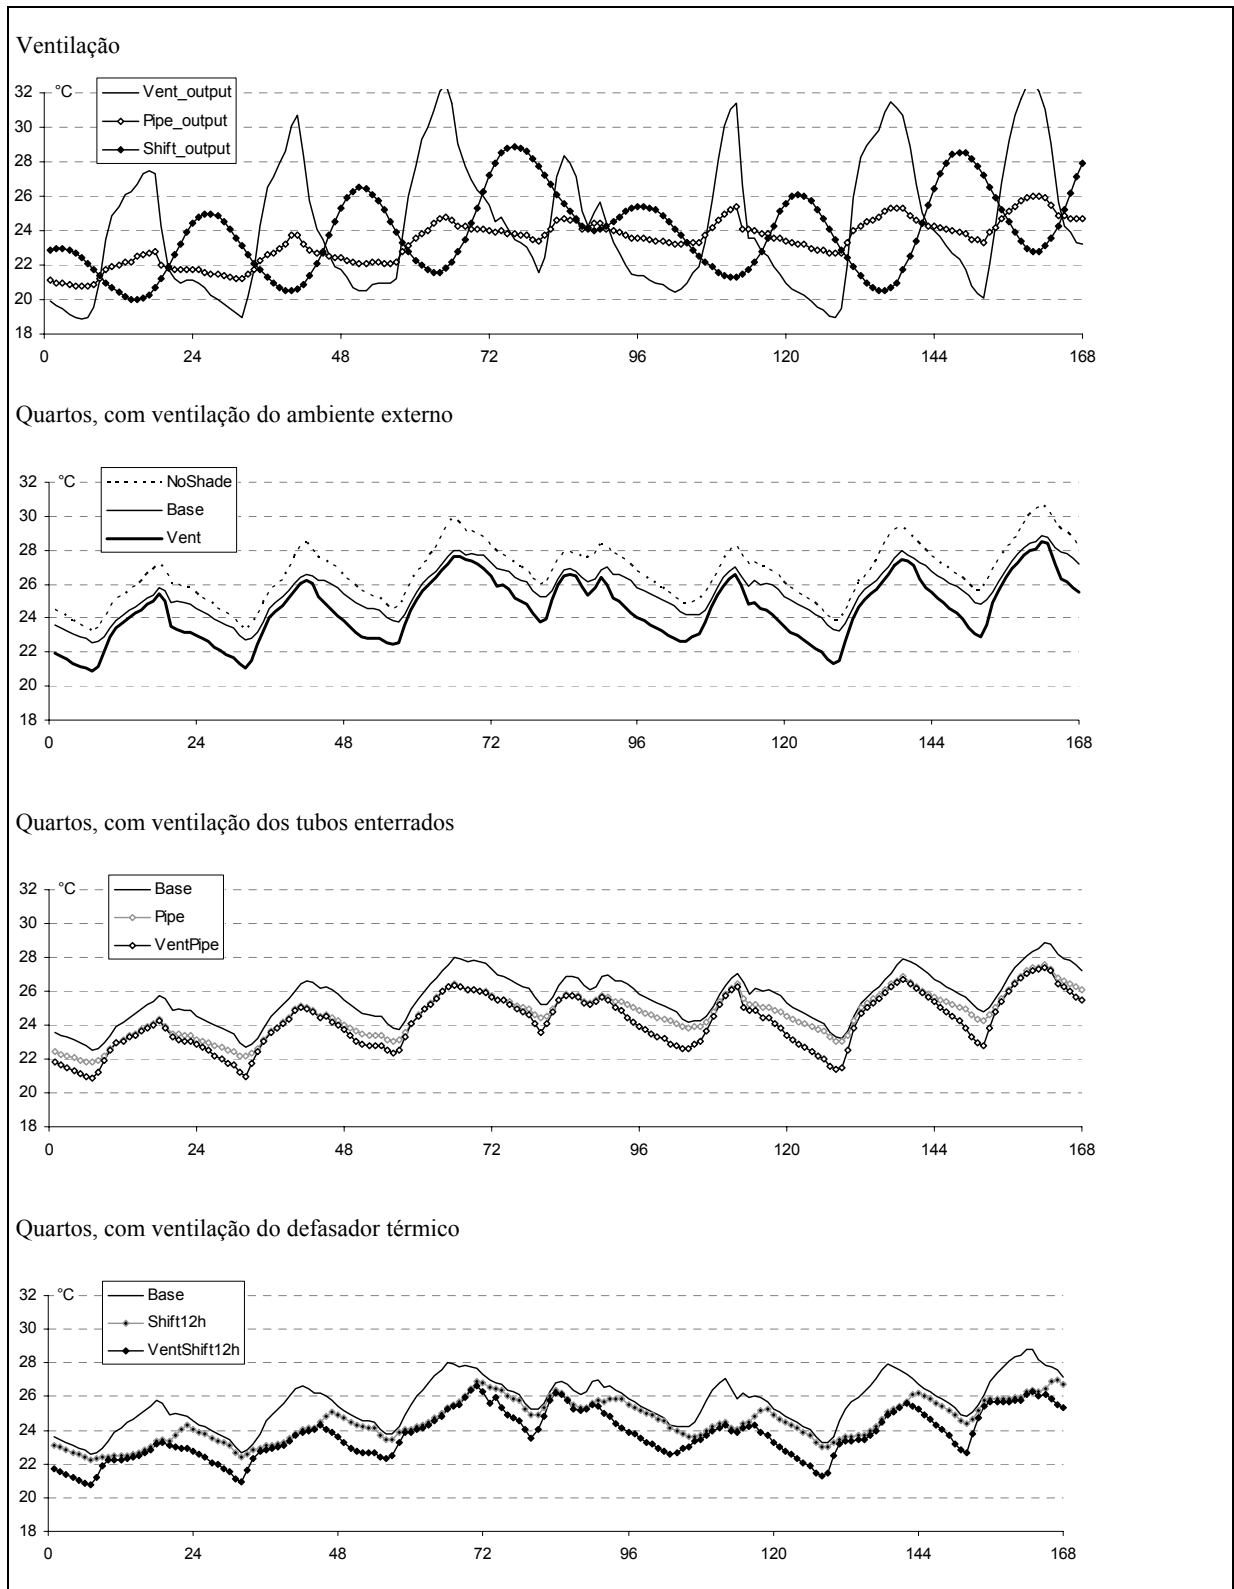 Ventilação
32 °C
Vent_output
Pipe_output
Shift_output
30
28
26
24
22
20
18
0 24 48 72 96 120 144 168
Quartos, com ventilação do ambiente externo
32 °C
NoShade
Base
Vent
30
28
26
24
22
20
18
0 24 48 72 96 120 144 168
Quartos, com ventilação dos tubos enterrados
32 °C
Base
Pipe
VentPipe
30
28
26
24
22
20
18
0 24 48 72 96 120 144 168
Quartos, com ventilação do defasador térmico
32 °C
Base
Shift12h
VentShift12h
30
28
26
24
22
20
18
0 24 48 72 96 120 144 168